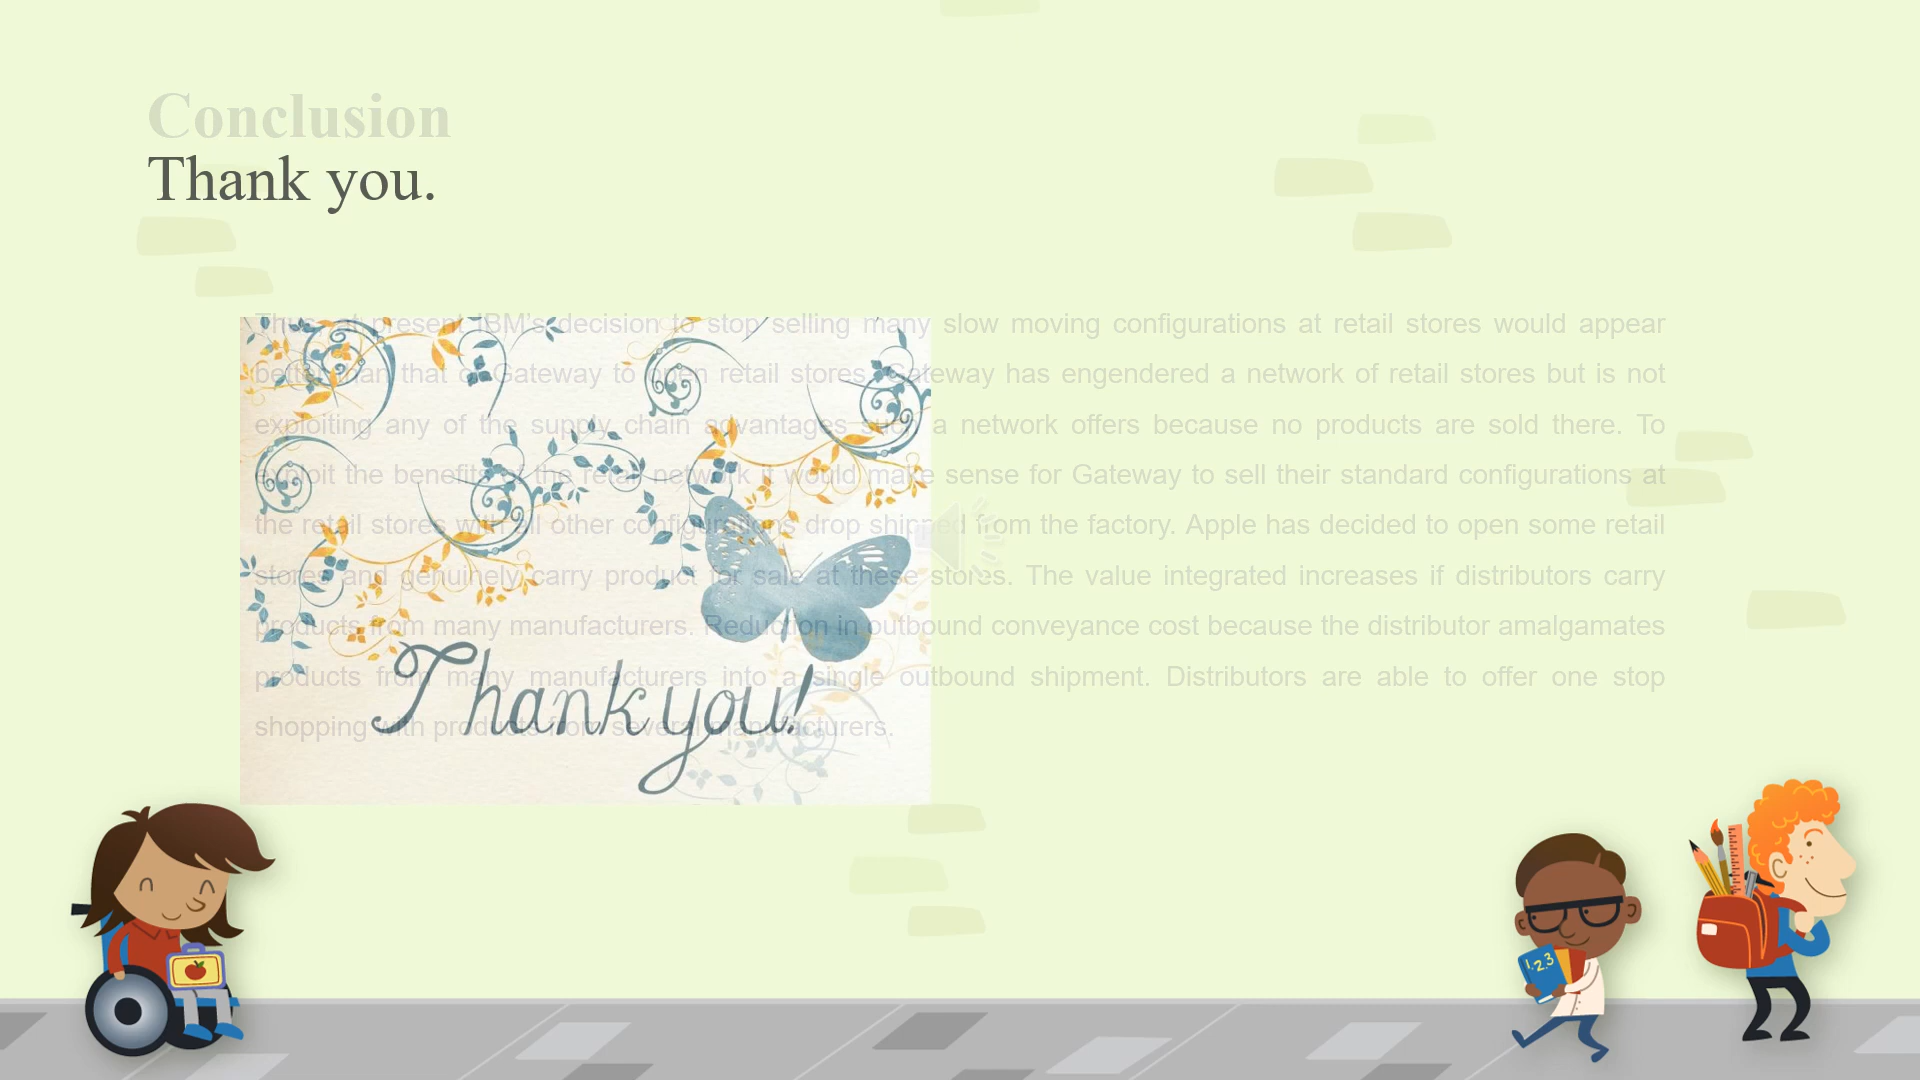 Conclusion
Thank you.
Thus at present IBM's decision to stop selling many slow moving configurations at retail stores would appear
better than that of Gateway to open retail stores. Gateway has engendered a network of retail stores but is not
exploiting any of the supply chain advantages such a network offers because no products are sold there. To
exploit the benefits of the retail network it would make sense for Gateway to sell their standard configurations at
the retail stores with all other configurations drop shipped from the factory. Apple has decided to open some retail
stores and genuinely carry product for sale at these stores. The value integrated increases if distributors carry
products from many manufacturers. Reduction in outbound conveyance cost because the distributor amalgamates
products from many manufacturers into a single outbound shipment. Distributors are able to offer one stop
shopping with products from several manufacturers.
Thank you!
1.2.3